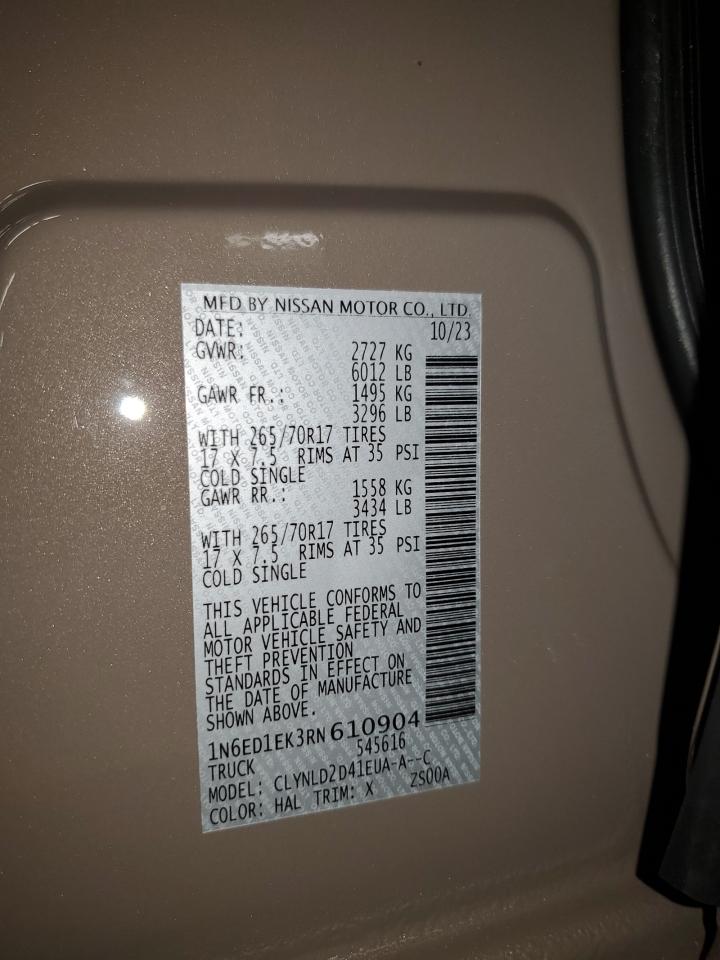 MFD BY NISSAN MOTOR CO., LTD.
DATE: 10/23
GVWR: 2727 KG
6012 LB
GAWR FR.: 1495 KG
3296 LB
WITH 265/70R17 TIRES
17 X 7.5 RIMS AT 35 PSI
COLD SINGLE
GAWR RR.: 1558 KG
3434 LB
WITH 265/70R17 TIRES
17 X 7.5 RIMS AT 35 PSI
COLD SINGLE
THIS VEHICLE CONFORMS TO
ALL APPLICABLE FEDERAL
MOTOR VEHICLE SAFETY AND
THEFT PREVENTION
STANDARDS IN EFFECT ON
THE DATE OF MANUFACTURE
SHOWN ABOVE.
1N6ED1EK3RN610904
TRUCK 545616
MODEL: CLYNLD2D41EUA-A--C
COLOR: HAL TRIM: X ZS00A